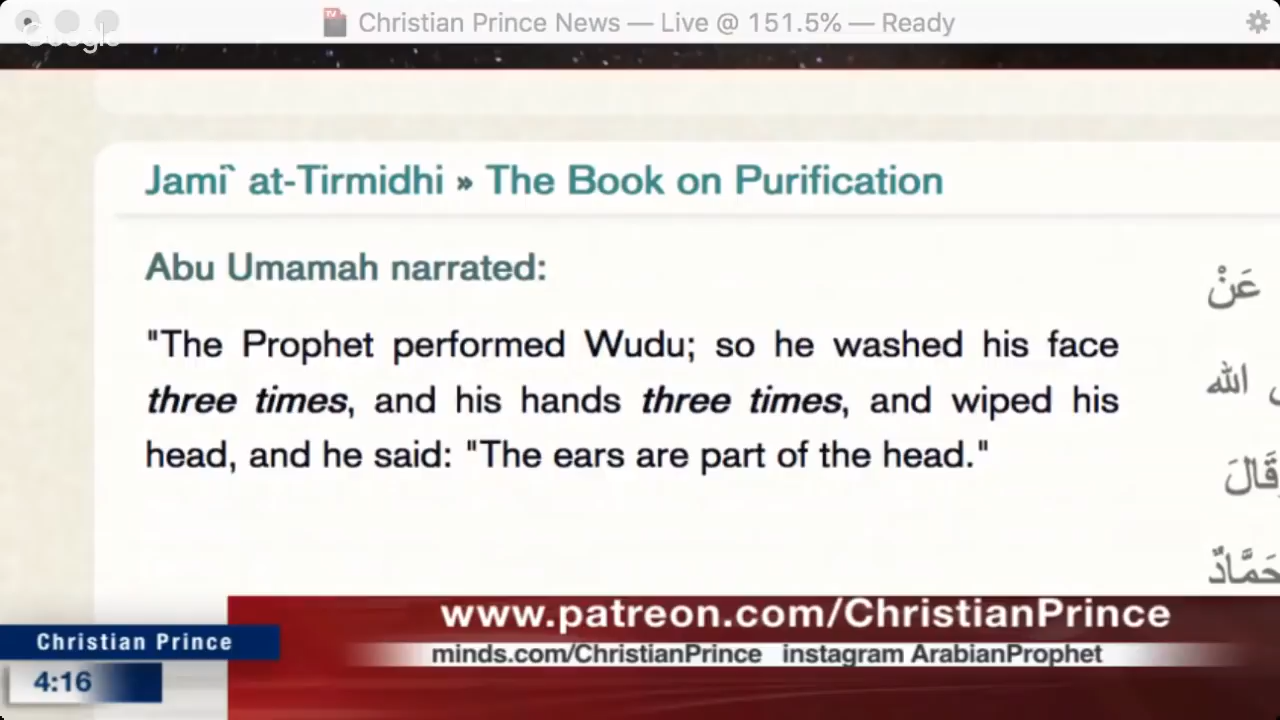 Christian Prince News — Live @ 151.5% — Ready
Google
Jami` at-Tirmidhi » The Book on Purification
Abu Umamah narrated:
عَنْ
"The Prophet performed Wudu; so he washed his face
three times, and his hands three times, and wiped his
الله
head, and he said: "The ears are part of the head."
www.patreon.com/ChristianPrince
Christian Prince
minds.com/ChristianPrince instagram ArabianProphet
4:16